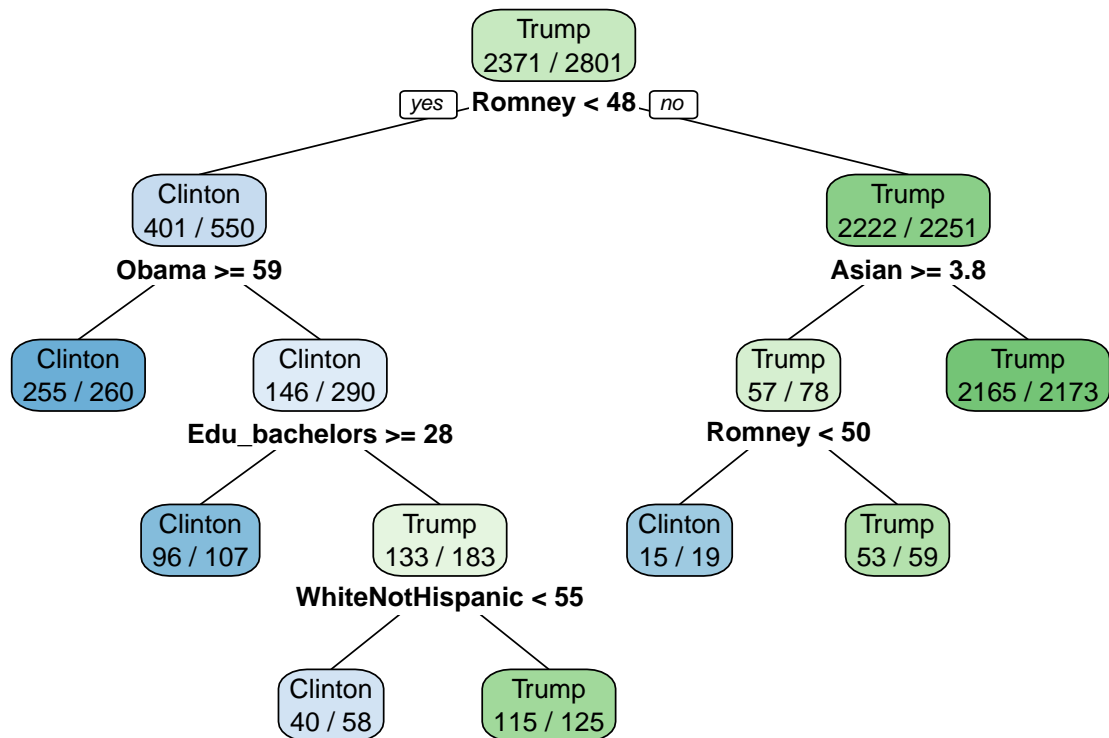 Trump
2371 / 2801
yes
Romney < 48
no
Clinton
401 / 550
Trump
2222 / 2251
Obama >= 59
Asian >= 3.8
Clinton
255 / 260
Clinton
146 / 290
Trump
57 / 78
Trump
2165 / 2173
Edu_bachelors >= 28
Romney < 50
Clinton
96 / 107
Trump
133 / 183
Clinton
15 / 19
Trump
53 / 59
WhiteNotHispanic < 55
Clinton
40 / 58
Trump
115 / 125